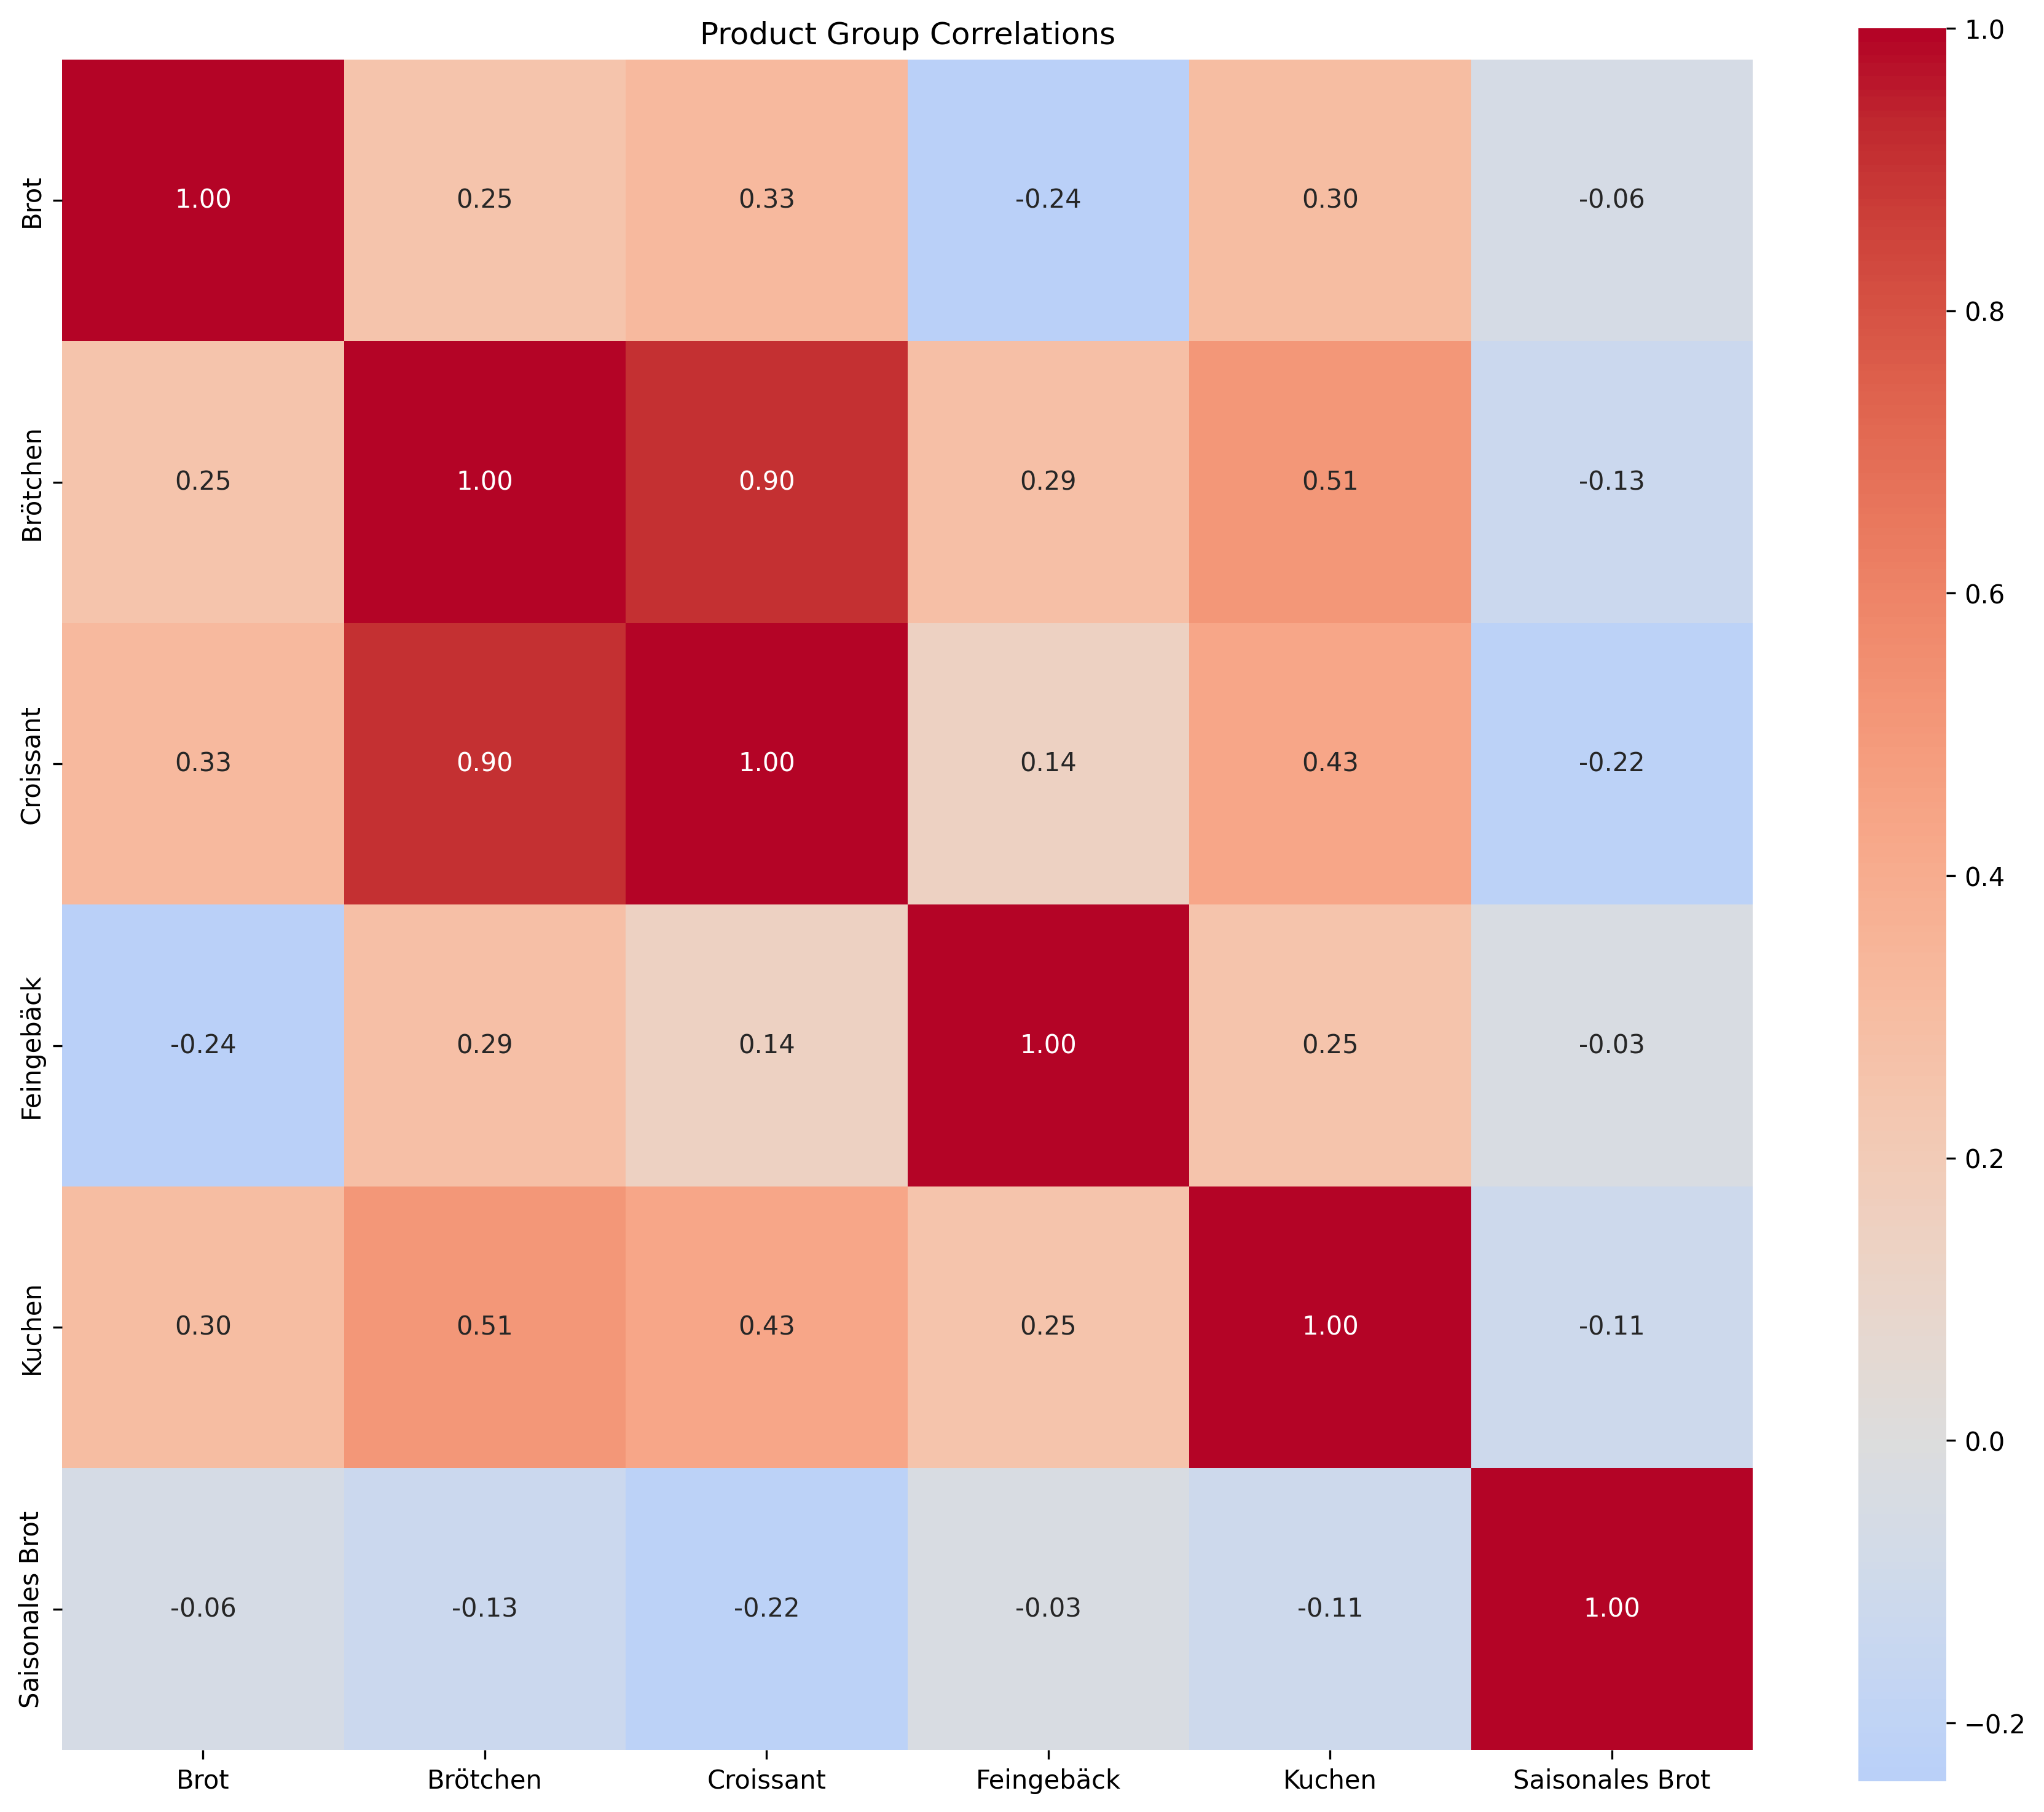 Product Group Correlations
Brot 1.00 0.25 0.33 -0.24 0.30 -0.06
Brötchen 0.25 1.00 0.90 0.29 0.51 -0.13
Croissant 0.33 0.90 1.00 0.14 0.43 -0.22
Feingebäck -0.24 0.29 0.14 1.00 0.25 -0.03
Kuchen 0.30 0.51 0.43 0.25 1.00 -0.11
Saisonales Brot -0.06 -0.13 -0.22 -0.03 -0.11 1.00
Brot Brötchen Croissant Feingebäck Kuchen Saisonales Brot
1.0
0.8
0.6
0.4
0.2
0.0
−0.2